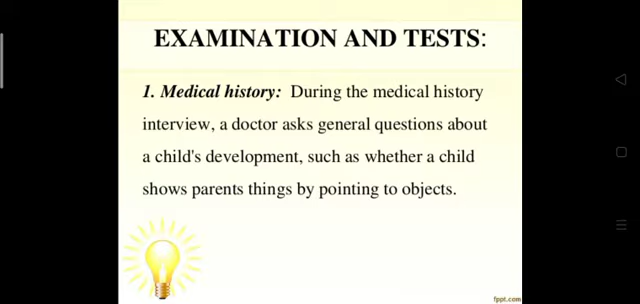 EXAMINATION AND TESTS:
1. Medical history: During the medical history
interview, a doctor asks general questions about
a child's development, such as whether a child
shows parents things by pointing to objects.
fppt.com